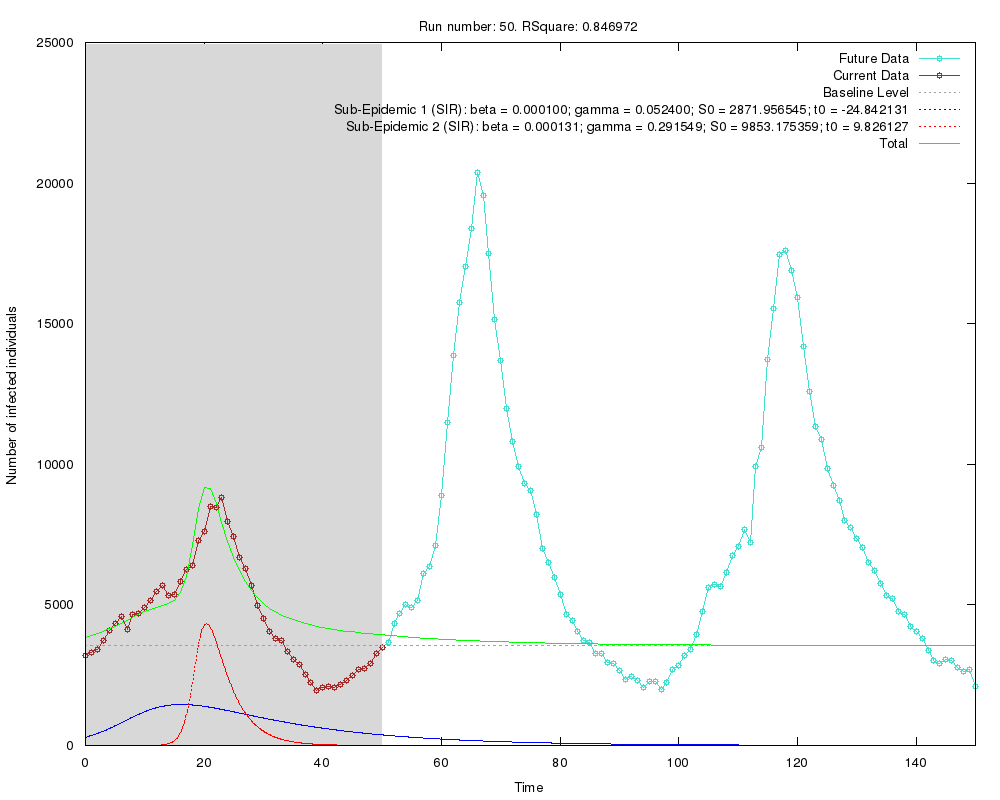 Run number: 50. RSquare: 0.846972
25000
20000
15000
10000
5000
0
Number of infected individuals
Future Data
Current Data
Baseline Level
Sub-Epidemic 1 (SIR): beta = 0.000100; gamma = 0.052400; S0 = 2871.956545; t0 = -24.842131
Sub-Epidemic 2 (SIR): beta = 0.000131; gamma = 0.291549; S0 = 9853.175359; t0 = 9.826127
Total
0 20 40 60 80 100 120 140
Time